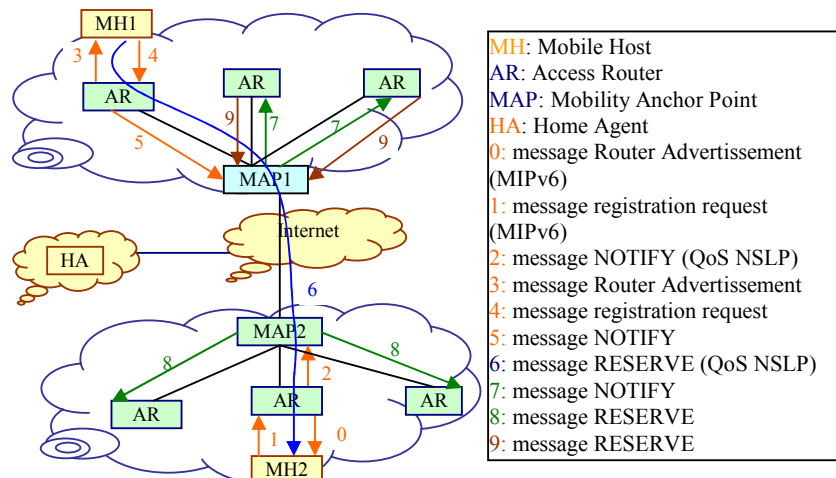 MH1
3
4
AR
AR
AR
5
9
7
7
9
MAP1
Internet
HA
6
MAP2
8
8
2
AR
AR
AR
1
0
MH2
MH: Mobile Host
AR: Access Router
MAP: Mobility Anchor Point
HA: Home Agent
0: message Router Advertissement
(MIPv6)
1: message registration request
(MIPv6)
2: message NOTIFY (QoS NSLP)
3: message Router Advertisement
4: message registration request
5: message NOTIFY
6: message RESERVE (QoS NSLP)
7: message NOTIFY
8: message RESERVE
9: message RESERVE